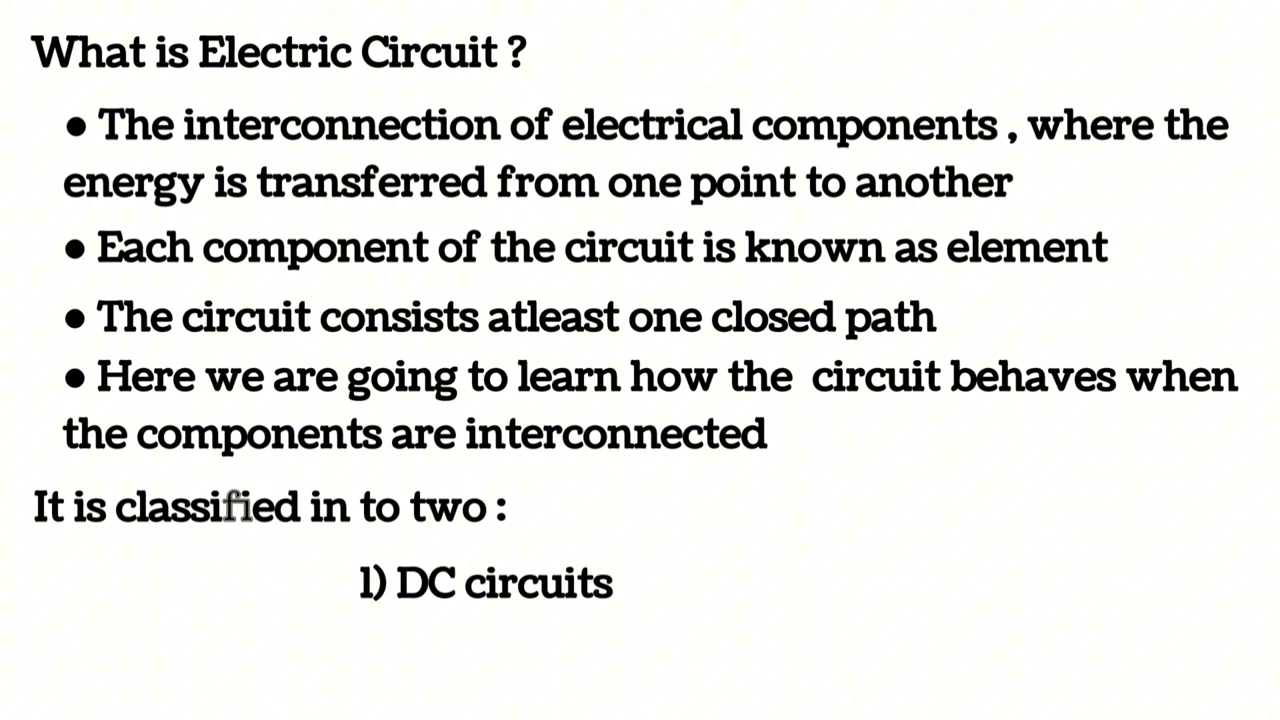 What is Electric Circuit ?
● The interconnection of electrical components , where the
energy is transferred from one point to another
● Each component of the circuit is known as element
● The circuit consists atleast one closed path
● Here we are going to learn how the circuit behaves when
the components are interconnected
It is classified in to two :
1) DC circuits